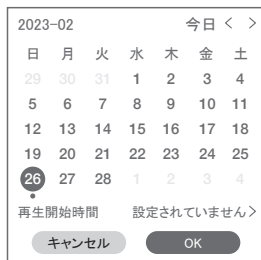 2023-02 今日 < >
日 月 火 水 木 金 土
29 30 31 1 2 3 4
5 6 7 8 9 10 11
12 13 14 15 16 17 18
19 20 21 22 23 24 25
26 27 28 1 2 3 4
再生開始時間 設定されていません>
キャンセル OK